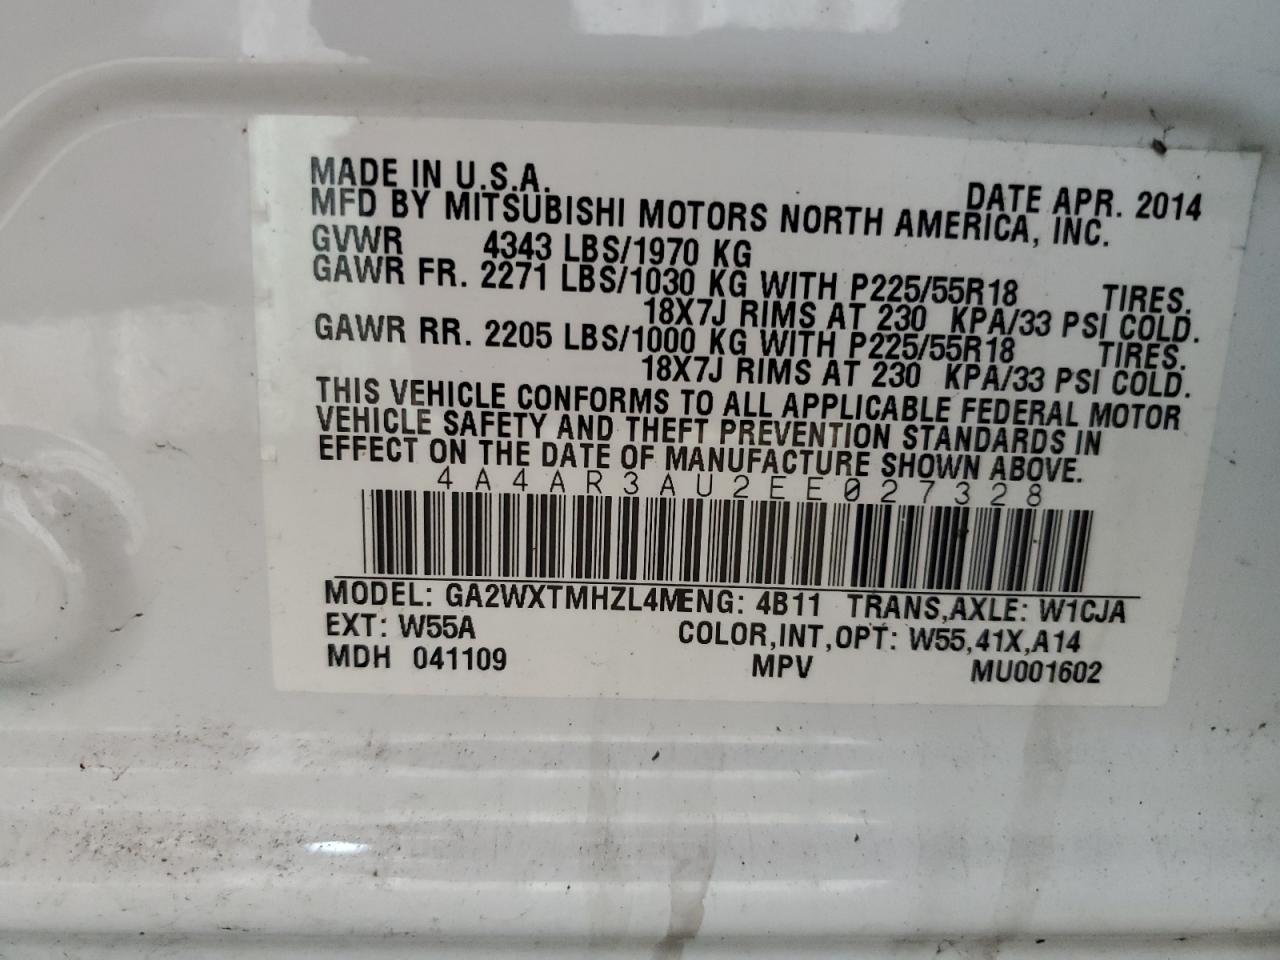 MADE IN U.S.A. DATE APR. 2014
MFD BY MITSUBISHI MOTORS NORTH AMERICA, INC.
GVWR 4343 LBS/1970 KG
GAWR FR. 2271 LBS/1030 KG WITH P225/55R18 TIRES.
18X7J RIMS AT 230 KPA/33 PSI COLD.
GAWR RR. 2205 LBS/1000 KG WITH P225/55R18 TIRES.
18X7J RIMS AT 230 KPA/33 PSI COLD.
THIS VEHICLE CONFORMS TO ALL APPLICABLE FEDERAL MOTOR
VEHICLE SAFETY AND THEFT PREVENTION STANDARDS IN
EFFECT ON THE DATE OF MANUFACTURE SHOWN ABOVE.
4A4AR3AU2EE027328
MODEL: GA2WXTMHZL4M ENG: 4B11 TRANS,AXLE: W1CJA
EXT: W55A COLOR,INT,OPT: W55,41X,A14
MDH 041109 MPV MU001602